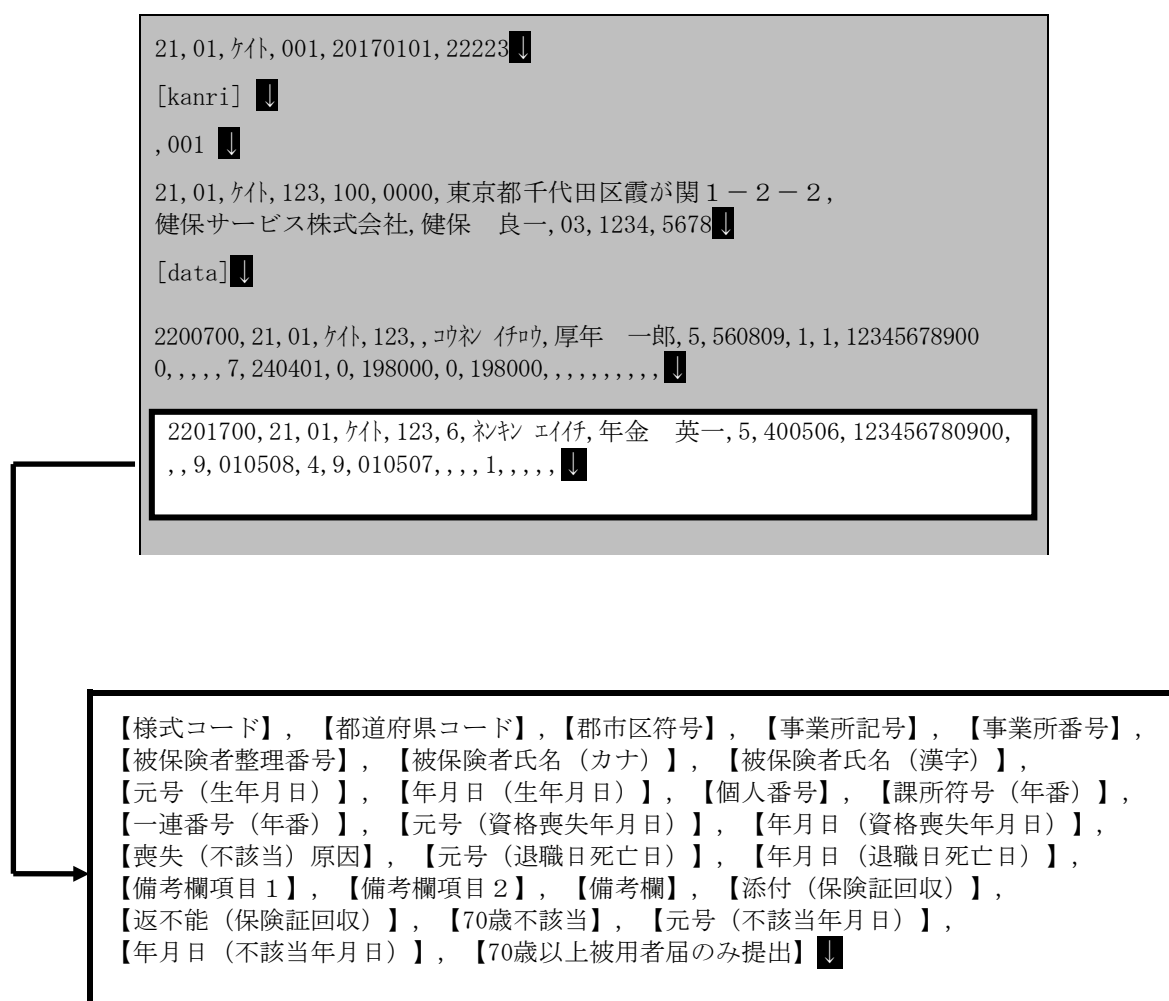 21,01,ｹｲﾄ,001,20170101,22223↓
[kanri] ↓
,001 ↓
21,01,ｹｲﾄ,123,100,0000,東京都千代田区霞が関１－２－２,
健保サービス株式会社,健保　良一,03,1234,5678↓
[data]↓
2200700,21,01,ｹｲﾄ,123,,ｺｳﾈﾝ ｲﾁﾛｳ,厚年　一郎,5,560809,1,1,12345678900
0,,,,,7,240401,0,198000,0,198000,,,,,,,,,,↓
2201700,21,01,ｹｲﾄ,123,6,ﾈﾝｷﾝ ｴｲｲﾁ,年金　英一,5,400506,123456780900,
,,9,010508,4,9,010507,,,,1,,,,,↓
【様式コード】, 【都道府県コード】,【郡市区符号】, 【事業所記号】, 【事業所番号】,
【被保険者整理番号】, 【被保険者氏名（カナ）】, 【被保険者氏名（漢字）】,
【元号（生年月日）】, 【年月日（生年月日）】, 【個人番号】, 【課所符号（年番）】,
【一連番号（年番）】, 【元号（資格喪失年月日）】, 【年月日（資格喪失年月日）】,
【喪失（不該当）原因】, 【元号（退職日死亡日）】, 【年月日（退職日死亡日）】,
【備考欄項目１】, 【備考欄項目２】, 【備考欄】, 【添付（保険証回収）】,
【返不能（保険証回収）】, 【70歳不該当】, 【元号（不該当年月日）】,
【年月日（不該当年月日）】, 【70歳以上被用者届のみ提出】↓